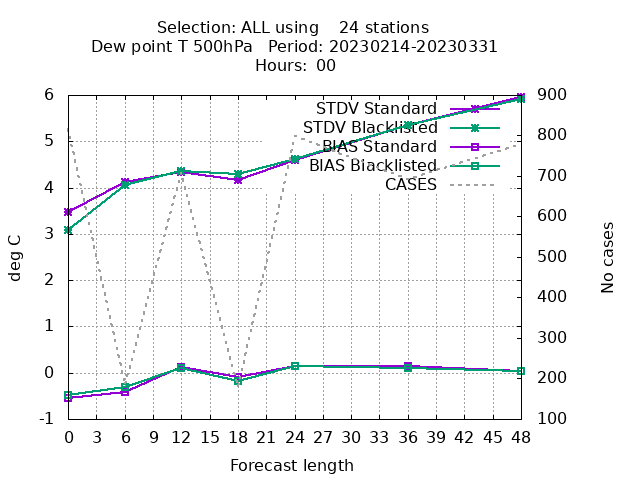 Selection: ALL using    24 stations
Dew point T 500hPa   Period: 20230214-20230331
Hours: 00
STDV Standard
STDV Blacklisted
BIAS Standard
BIAS Blacklisted
CASES
6
5
4
3
2
1
0
-1
deg C
900
800
700
600
500
400
300
200
100
No cases
0 3 6 9 12 15 18 21 24 27 30 33 36 39 42 45 48
Forecast length